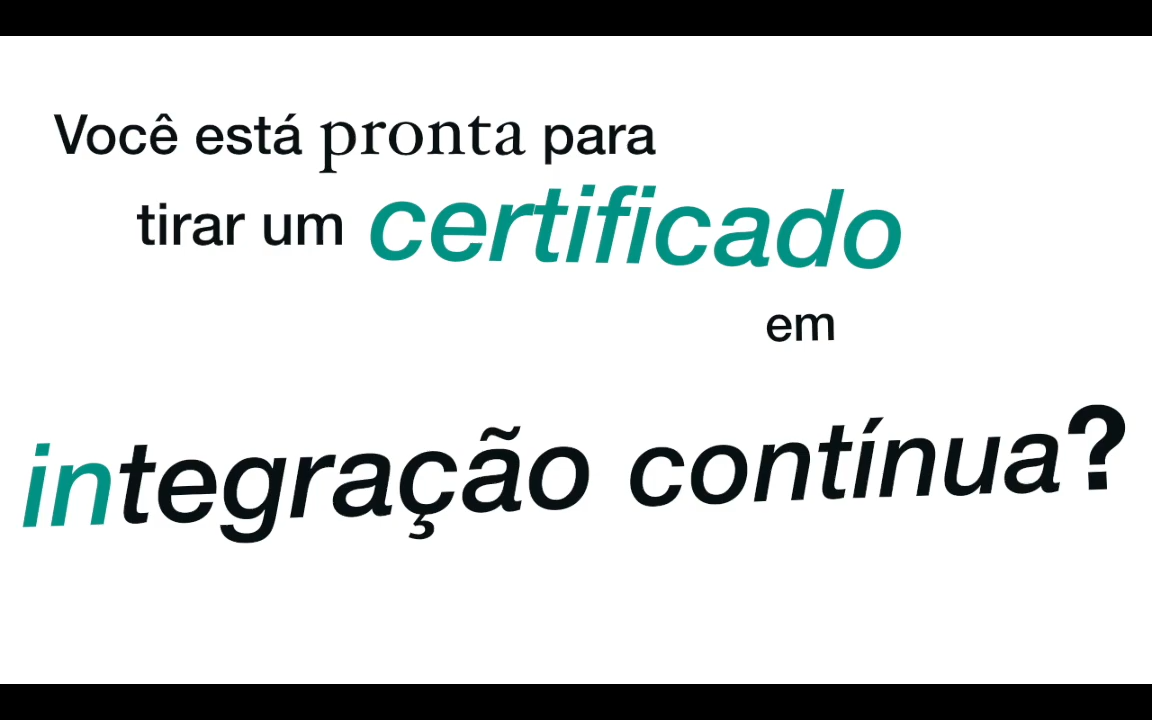 Você está pronta para
tirar um certificado
em
integração contínua?